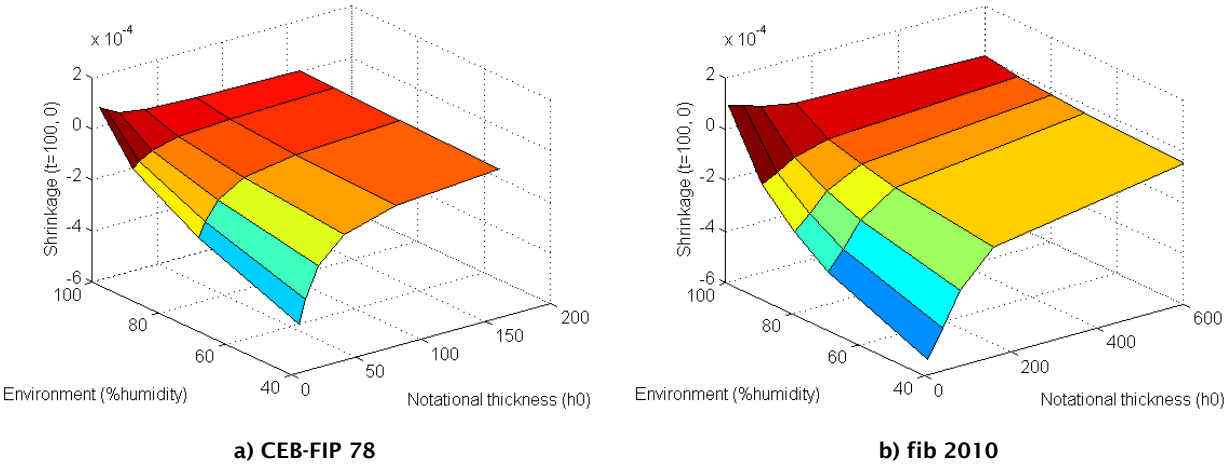 x 10-4
2
0
-2
-4
-6
Shrinkage (t=100, 0)
100
80
60
40
Environment (%humidity)
0
50
100
150
200
Notational thickness (h0)
a) CEB-FIP 78
x 10-4
2
0
-2
-4
-6
Shrinkage (t=100, 0)
100
80
60
40
Environment (%humidity)
0
200
400
600
Notational thickness (h0)
b) fib 2010